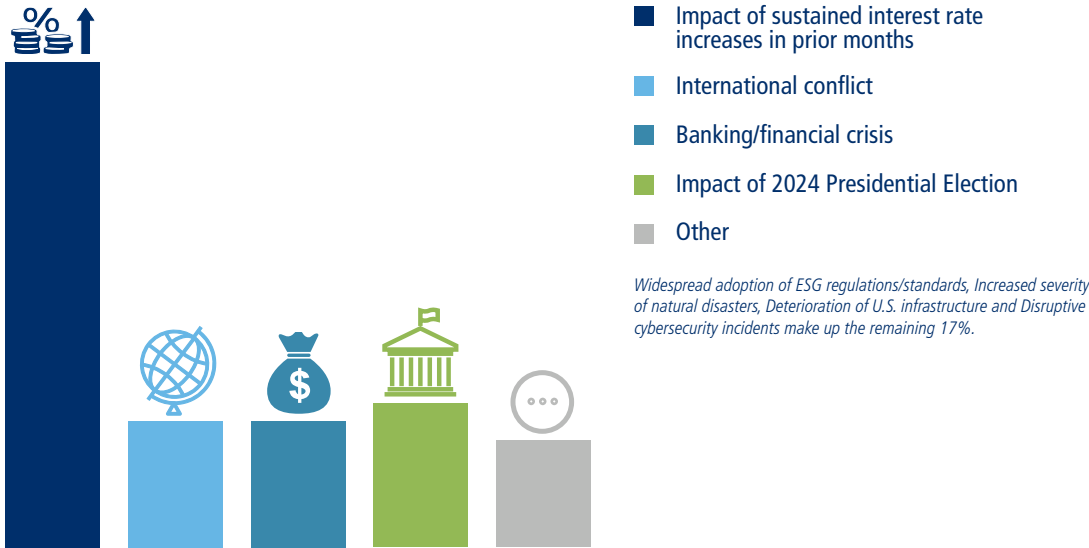 %
Impact of sustained interest rate
increases in prior months
International conflict
Banking/financial crisis
Impact of 2024 Presidential Election
Other
Widespread adoption of ESG regulations/standards, Increased severity
of natural disasters, Deterioration of U.S. infrastructure and Disruptive
cybersecurity incidents make up the remaining 17%.
$